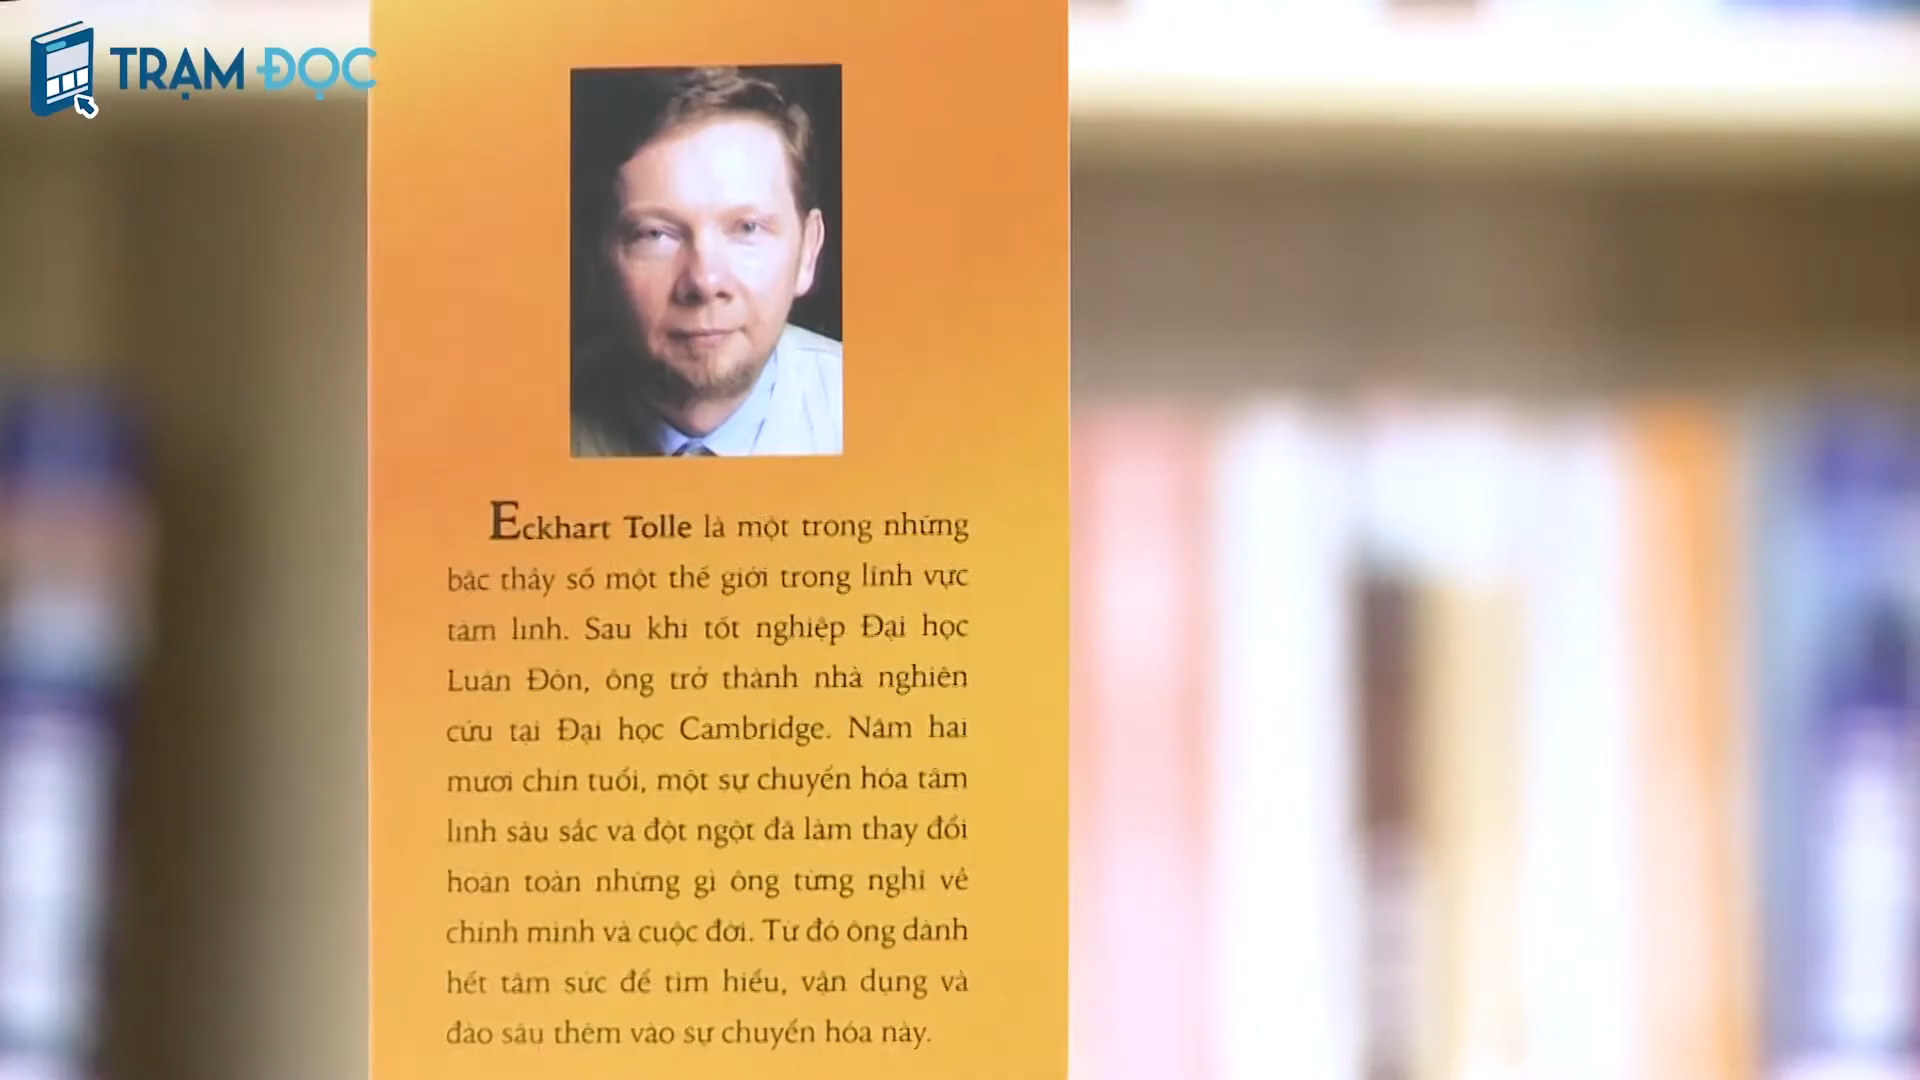 TRẠM ĐỌC
Eckhart Tolle là một trong những
bậc thầy số một thế giới trong lĩnh vực
tâm linh. Sau khi tốt nghiệp Đại học
Luân Đôn, ông trở thành nhà nghiên
cứu tại Đại học Cambridge. Năm hai
mươi chín tuổi, một sự chuyển hóa tâm
linh sâu sắc và đột ngột đã làm thay đổi
hoàn toàn những gì ông từng nghĩ về
chính mình và cuộc đời. Từ đó ông dành
hết tâm sức để tìm hiểu, vận dụng và
đào sâu thêm vào sự chuyển hóa này.